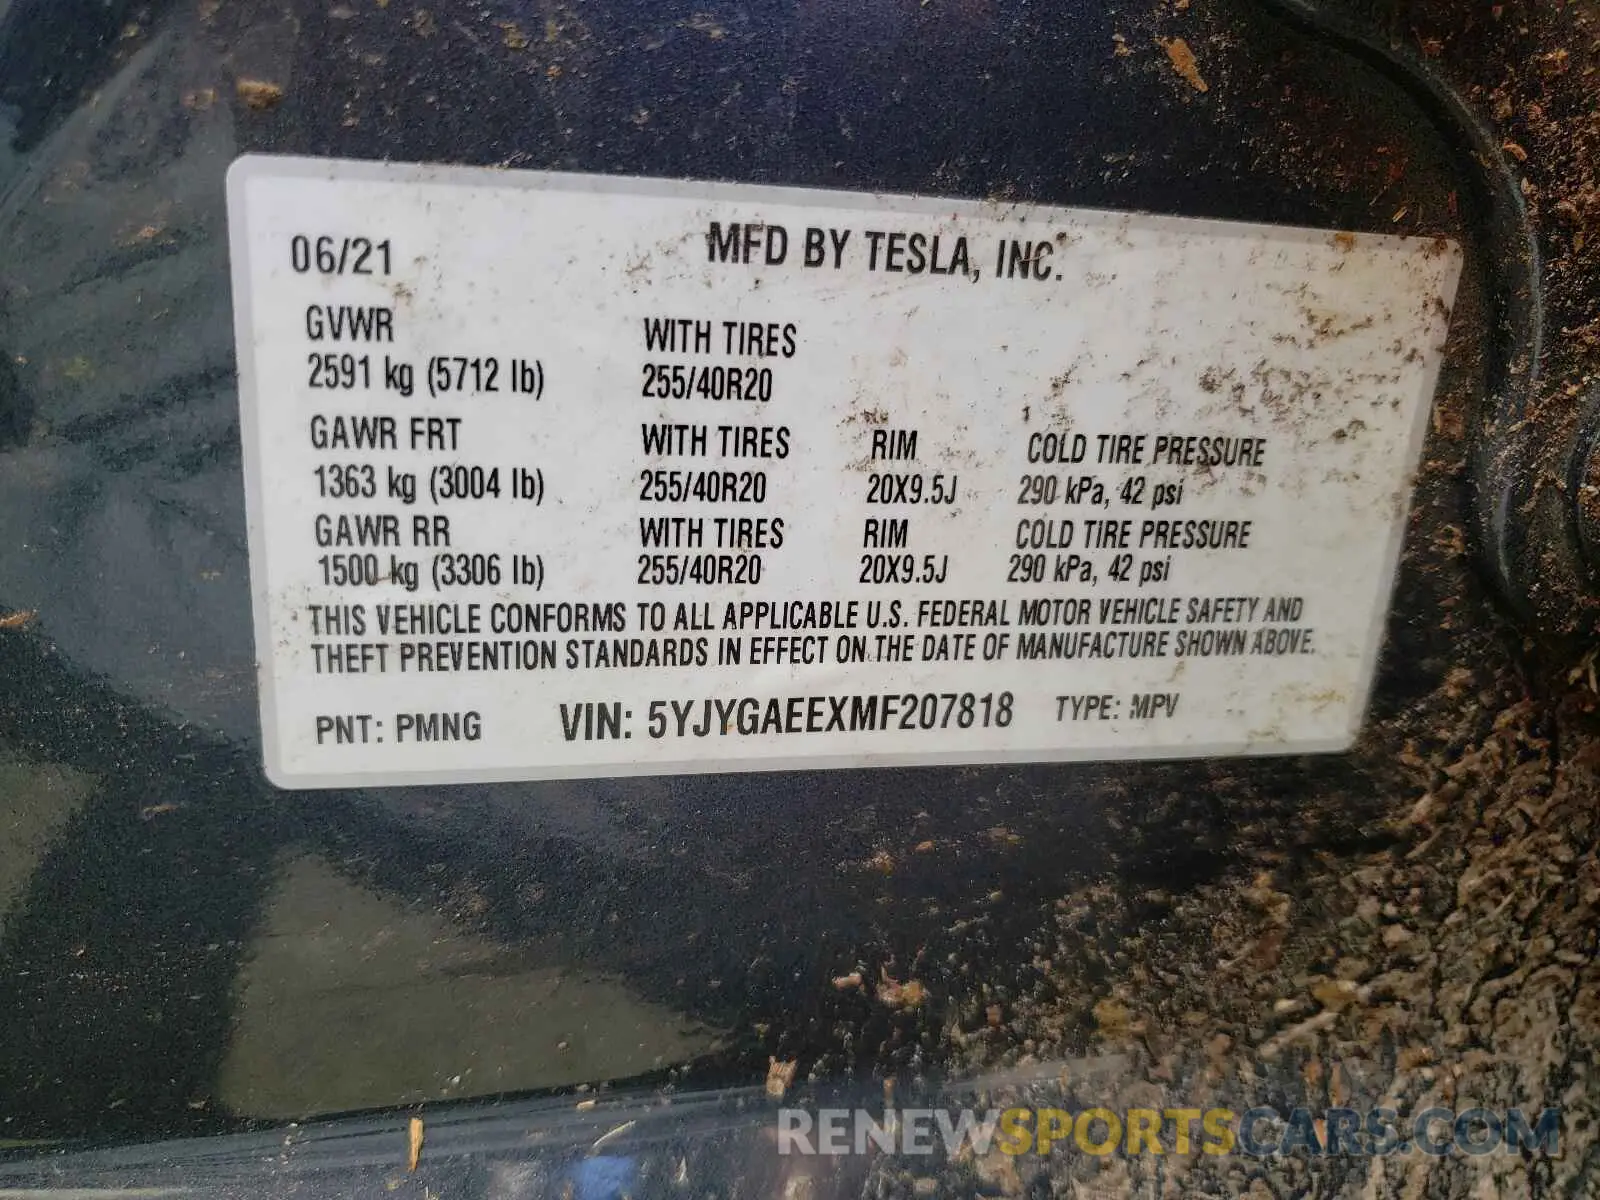 06/21 MFD BY TESLA, INC.
GVWR WITH TIRES
2591 kg (5712 lb) 255/40R20
GAWR FRT WITH TIRES RIM COLD TIRE PRESSURE
1363 kg (3004 lb) 255/40R20 20X9.5J 290 kPa, 42 psi
GAWR RR WITH TIRES RIM COLD TIRE PRESSURE
1500 kg (3306 lb) 255/40R20 20X9.5J 290 kPa, 42 psi
THIS VEHICLE CONFORMS TO ALL APPLICABLE U.S. FEDERAL MOTOR VEHICLE SAFETY AND
THEFT PREVENTION STANDARDS IN EFFECT ON THE DATE OF MANUFACTURE SHOWN ABOVE.
PNT: PMNG VIN: 5YJYGAEEXMF207818 TYPE: MPV
RENEWSPORTSCARS.COM